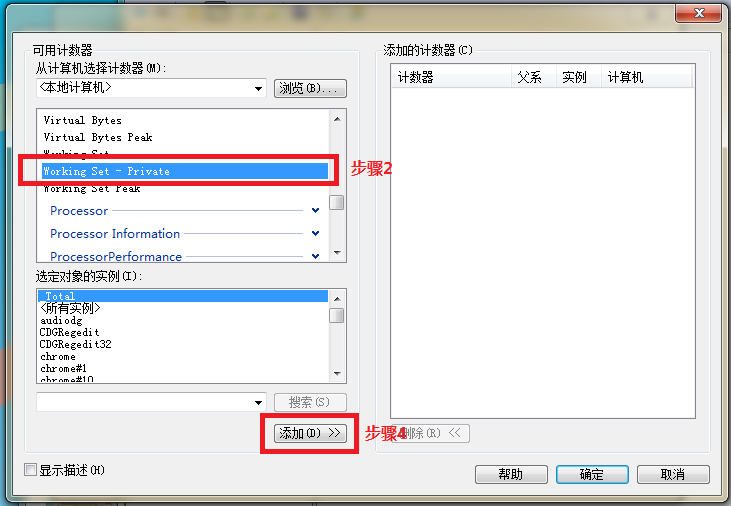 可用计数器
从计算机选择计数器(M):
<本地计算机>
浏览(B)...
Virtual Bytes
Virtual Bytes Peak
Working Set
Working Set - Private
步骤2
Working Set Peak
Processor
Processor Information
ProcessorPerformance
选定对象的实例(I):
_Total
<所有实例>
audiodg
CDGRegedit
CDGRegedit32
chrome
chrome#1
chrome#10
搜索(S)
添加(D) >>
步骤4
显示描述(H)
添加的计数器(C)
计数器 父系 实例 计算机
删除(R) <<
帮助
确定
取消